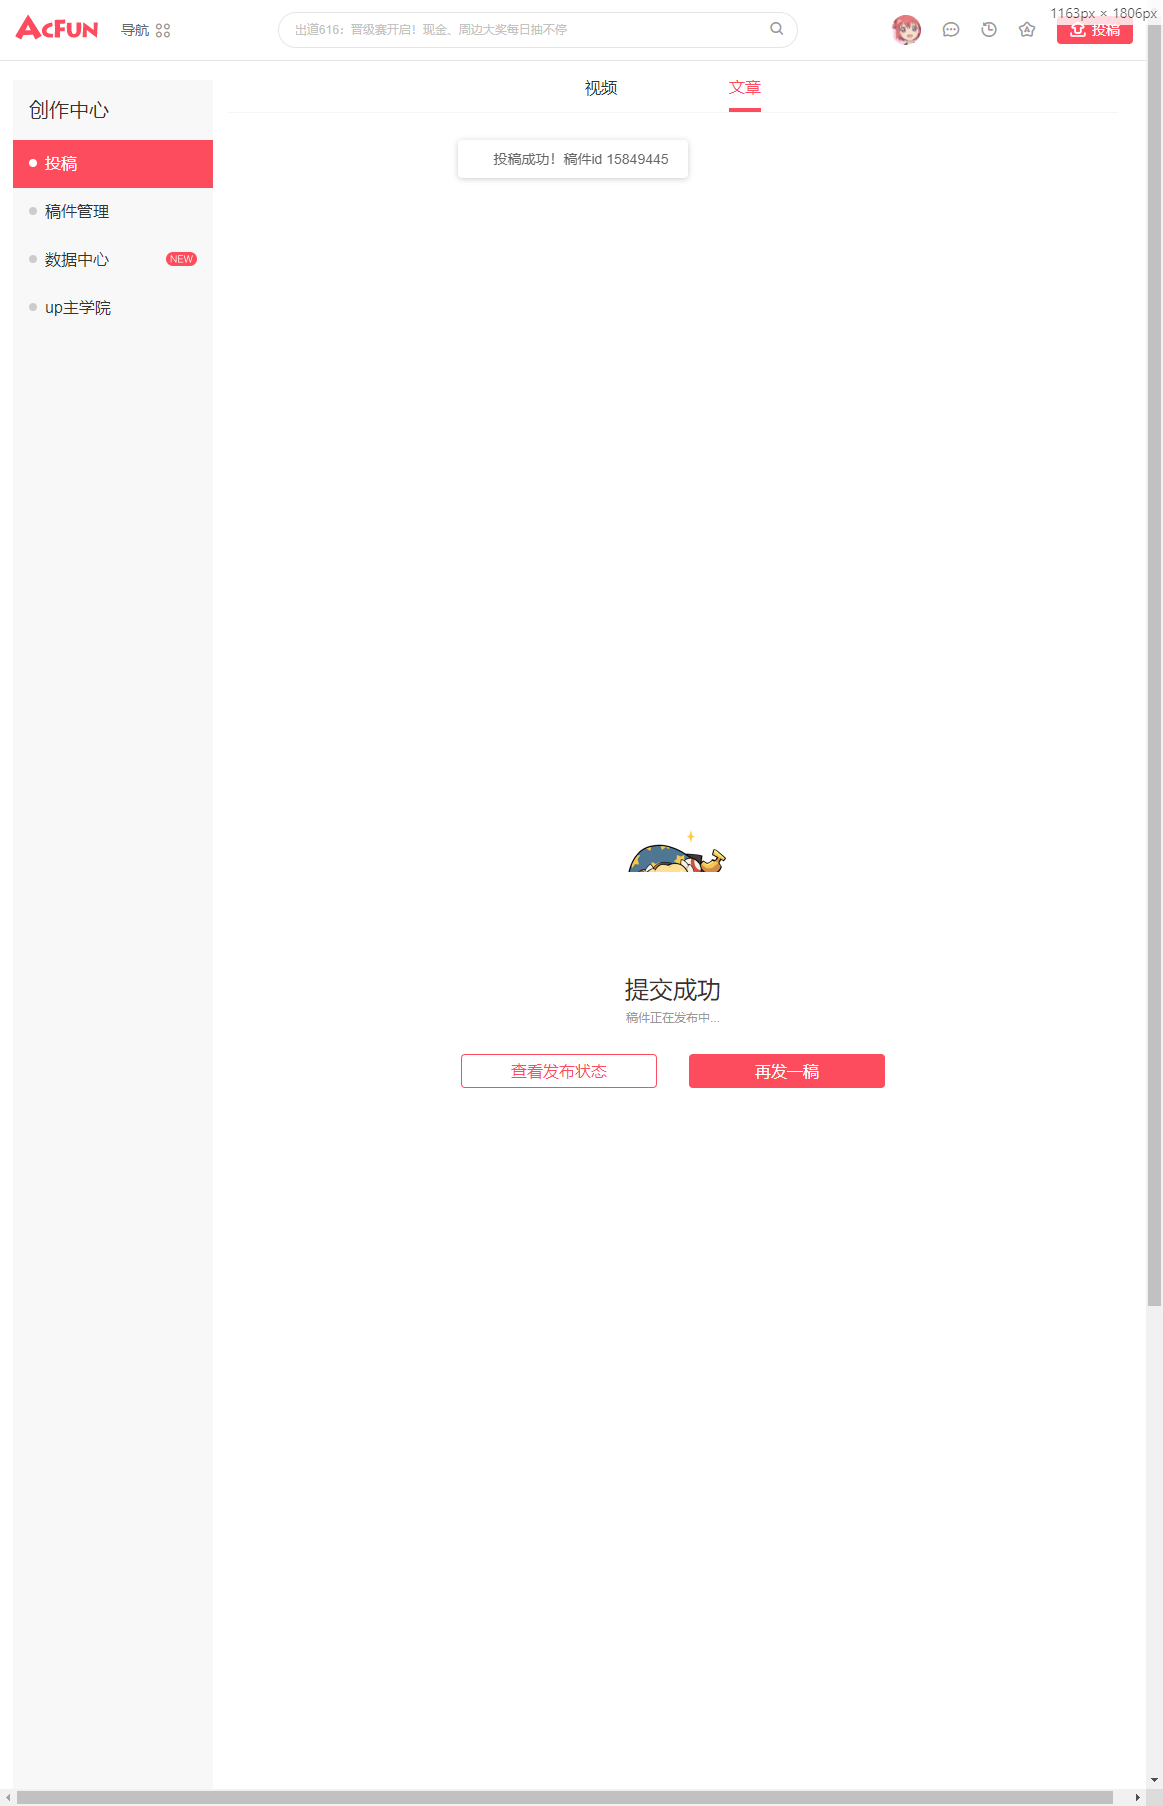 AcFun 导航 出道616：晋级赛开启！现金、周边大奖每日抽不停 投稿
1163px × 1806px
创作中心
投稿
稿件管理
数据中心 NEW
up主学院
视频 文章
投稿成功！稿件id 15849445
提交成功
稿件正在发布中...
查看发布状态 再发一稿